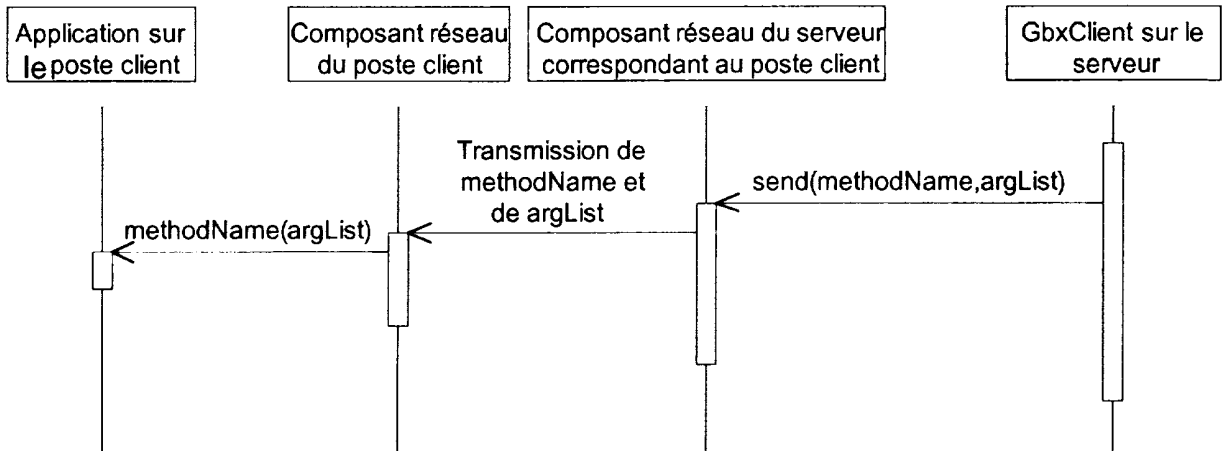 Application sur
le poste client
Composant réseau
du poste client
Composant réseau du serveur
correspondant au poste client
GbxClient sur le
serveur
Transmission de
methodName et
de argList
send(methodName,argList)
methodName(argList)